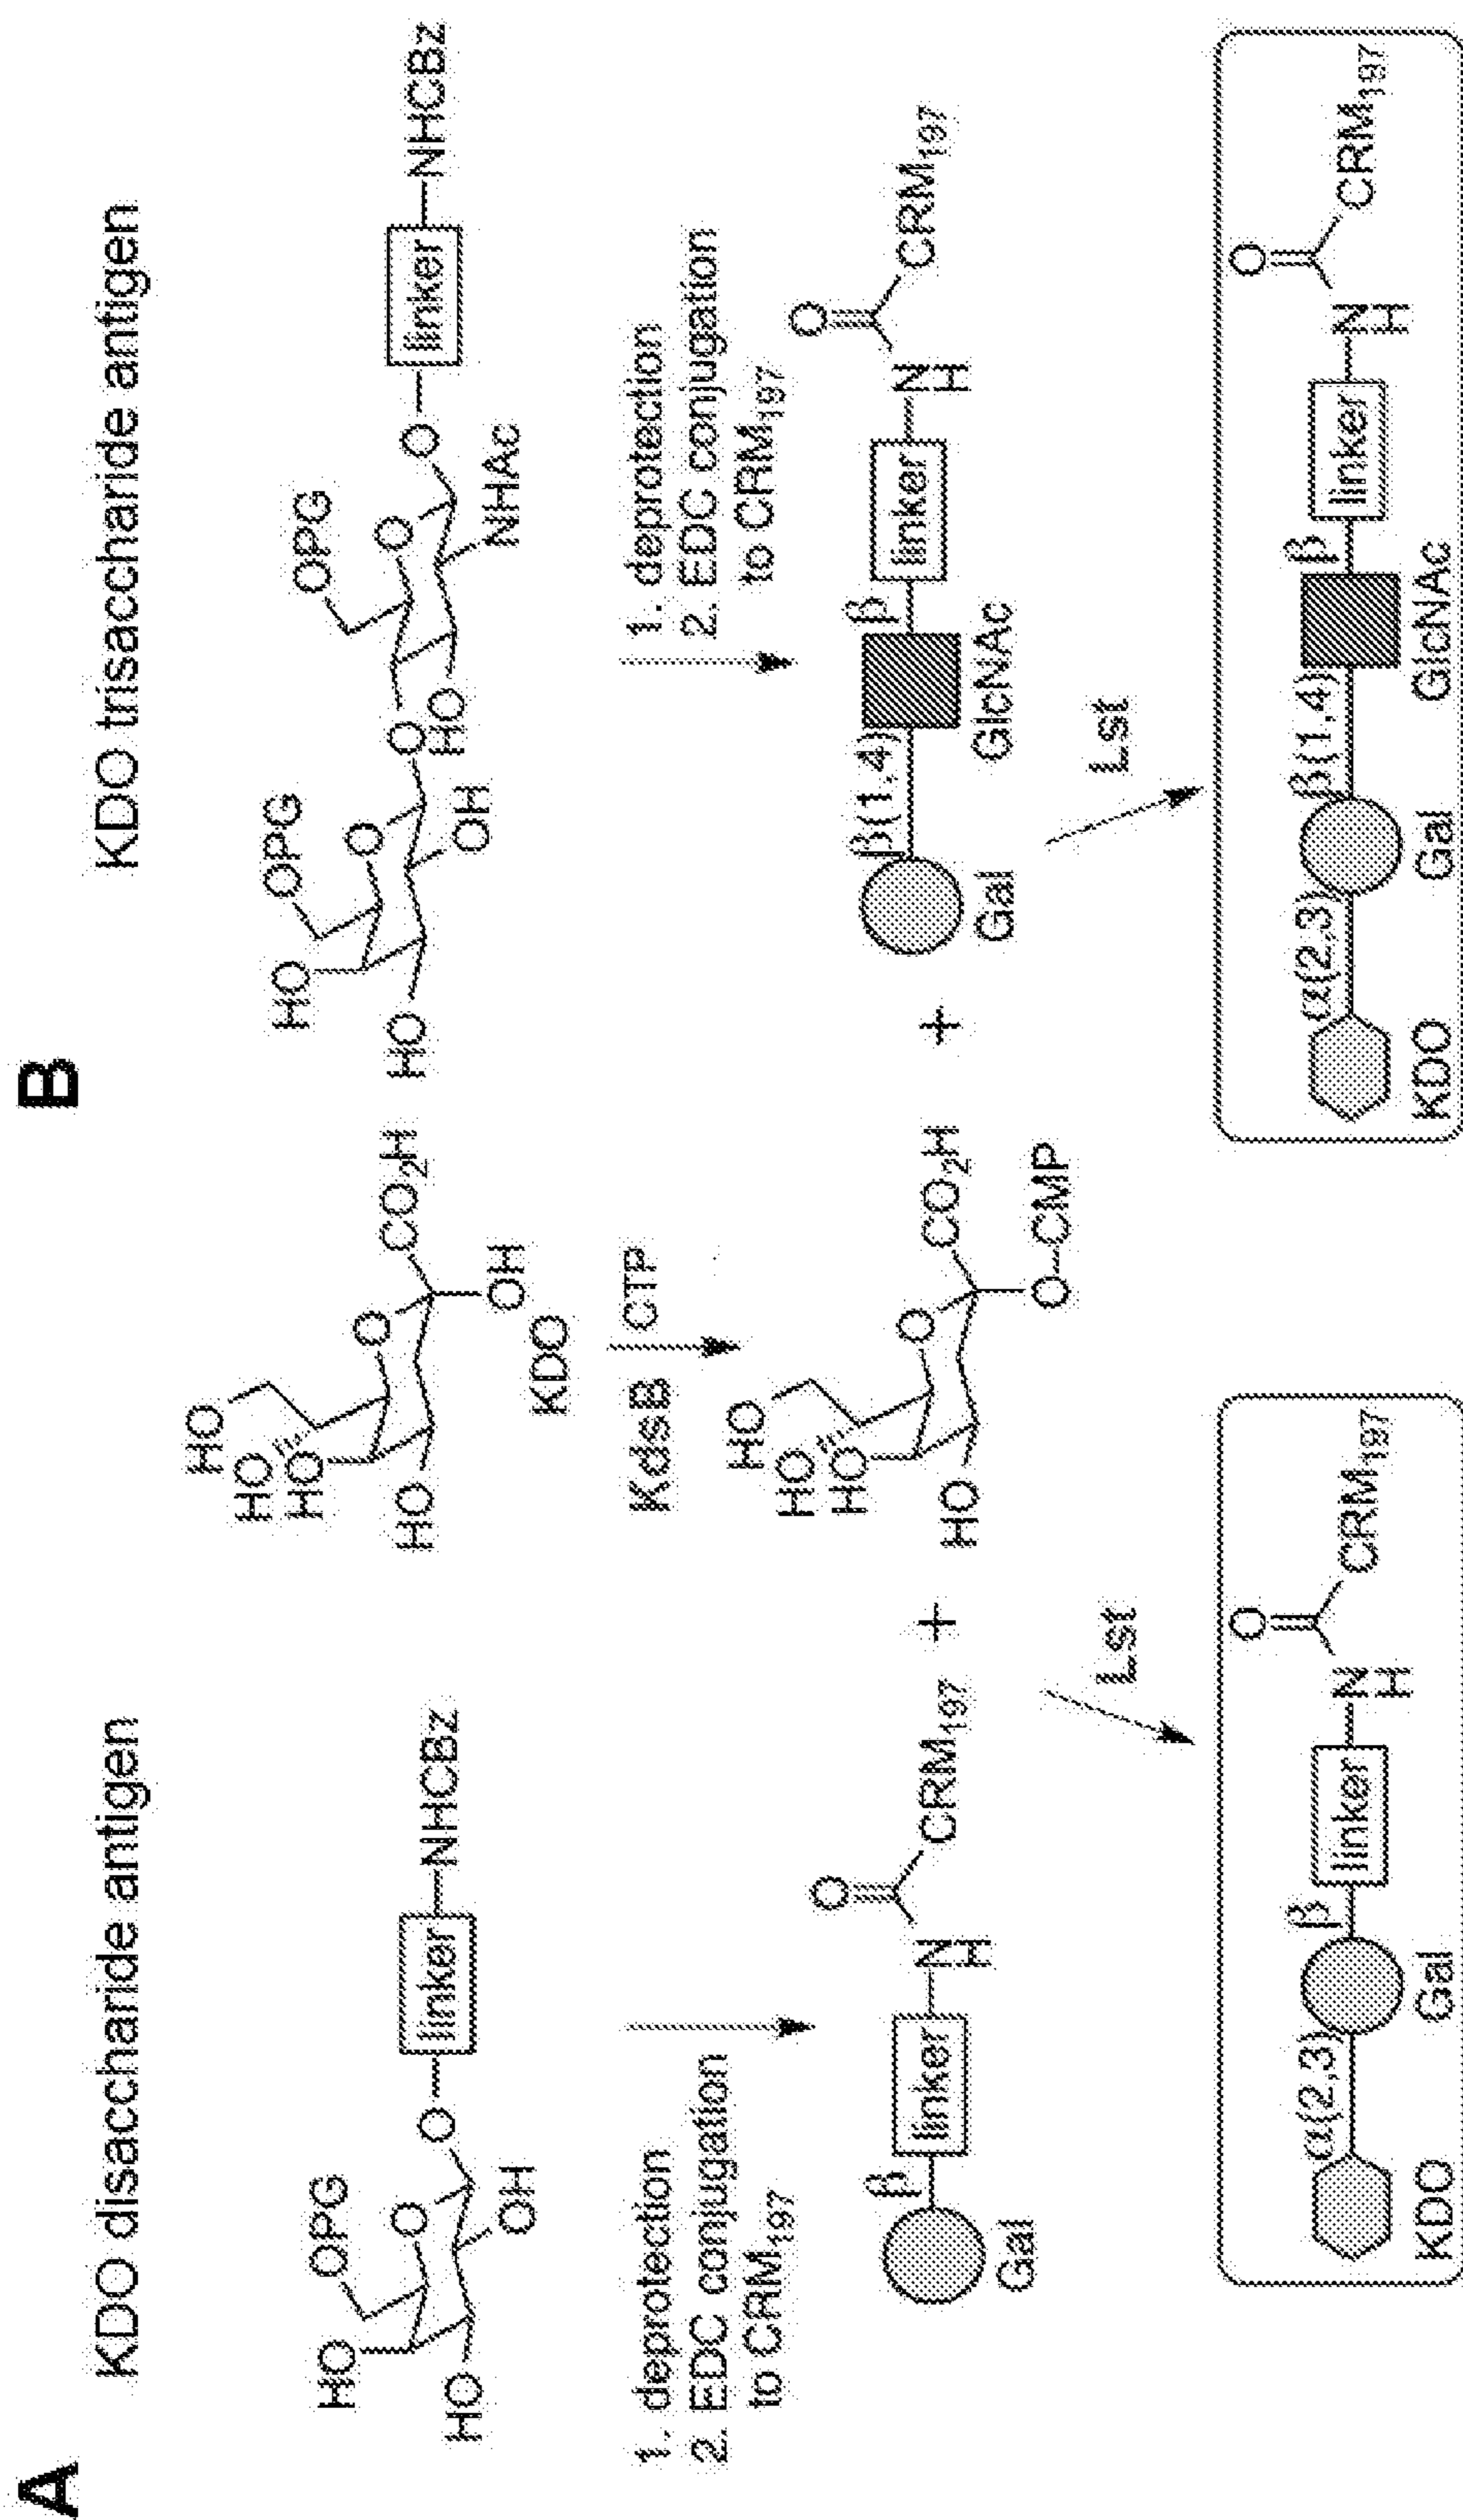 A
KDO disaccharide antigen
B
KDO trisaccharide antigen
HO
OPG
O
HO
OH
O
linker
NHCBz
HO
HO
HO
O
CO2H
HO
OH
KDO
HO
OPG
O
HO
OH
O
HO
OPG
O
NHAc
O
linker
NHCBz
1. deprotection
2. EDC conjugation
to CRM197
KdsB
CTP
1. deprotection
2. EDC conjugation
to CRM197
Gal
β
linker
N
H
O
CRM197
+
HO
HO
HO
O
CO2H
HO
O
CMP
+
Gal
β(1,4)
GlcNAc
β
linker
N
H
O
CRM197
Lst
Lst
KDO
α(2,3)
Gal
β
linker
N
H
O
CRM197
KDO
α(2,3)
Gal
β(1,4)
GlcNAc
β
linker
N
H
O
CRM197